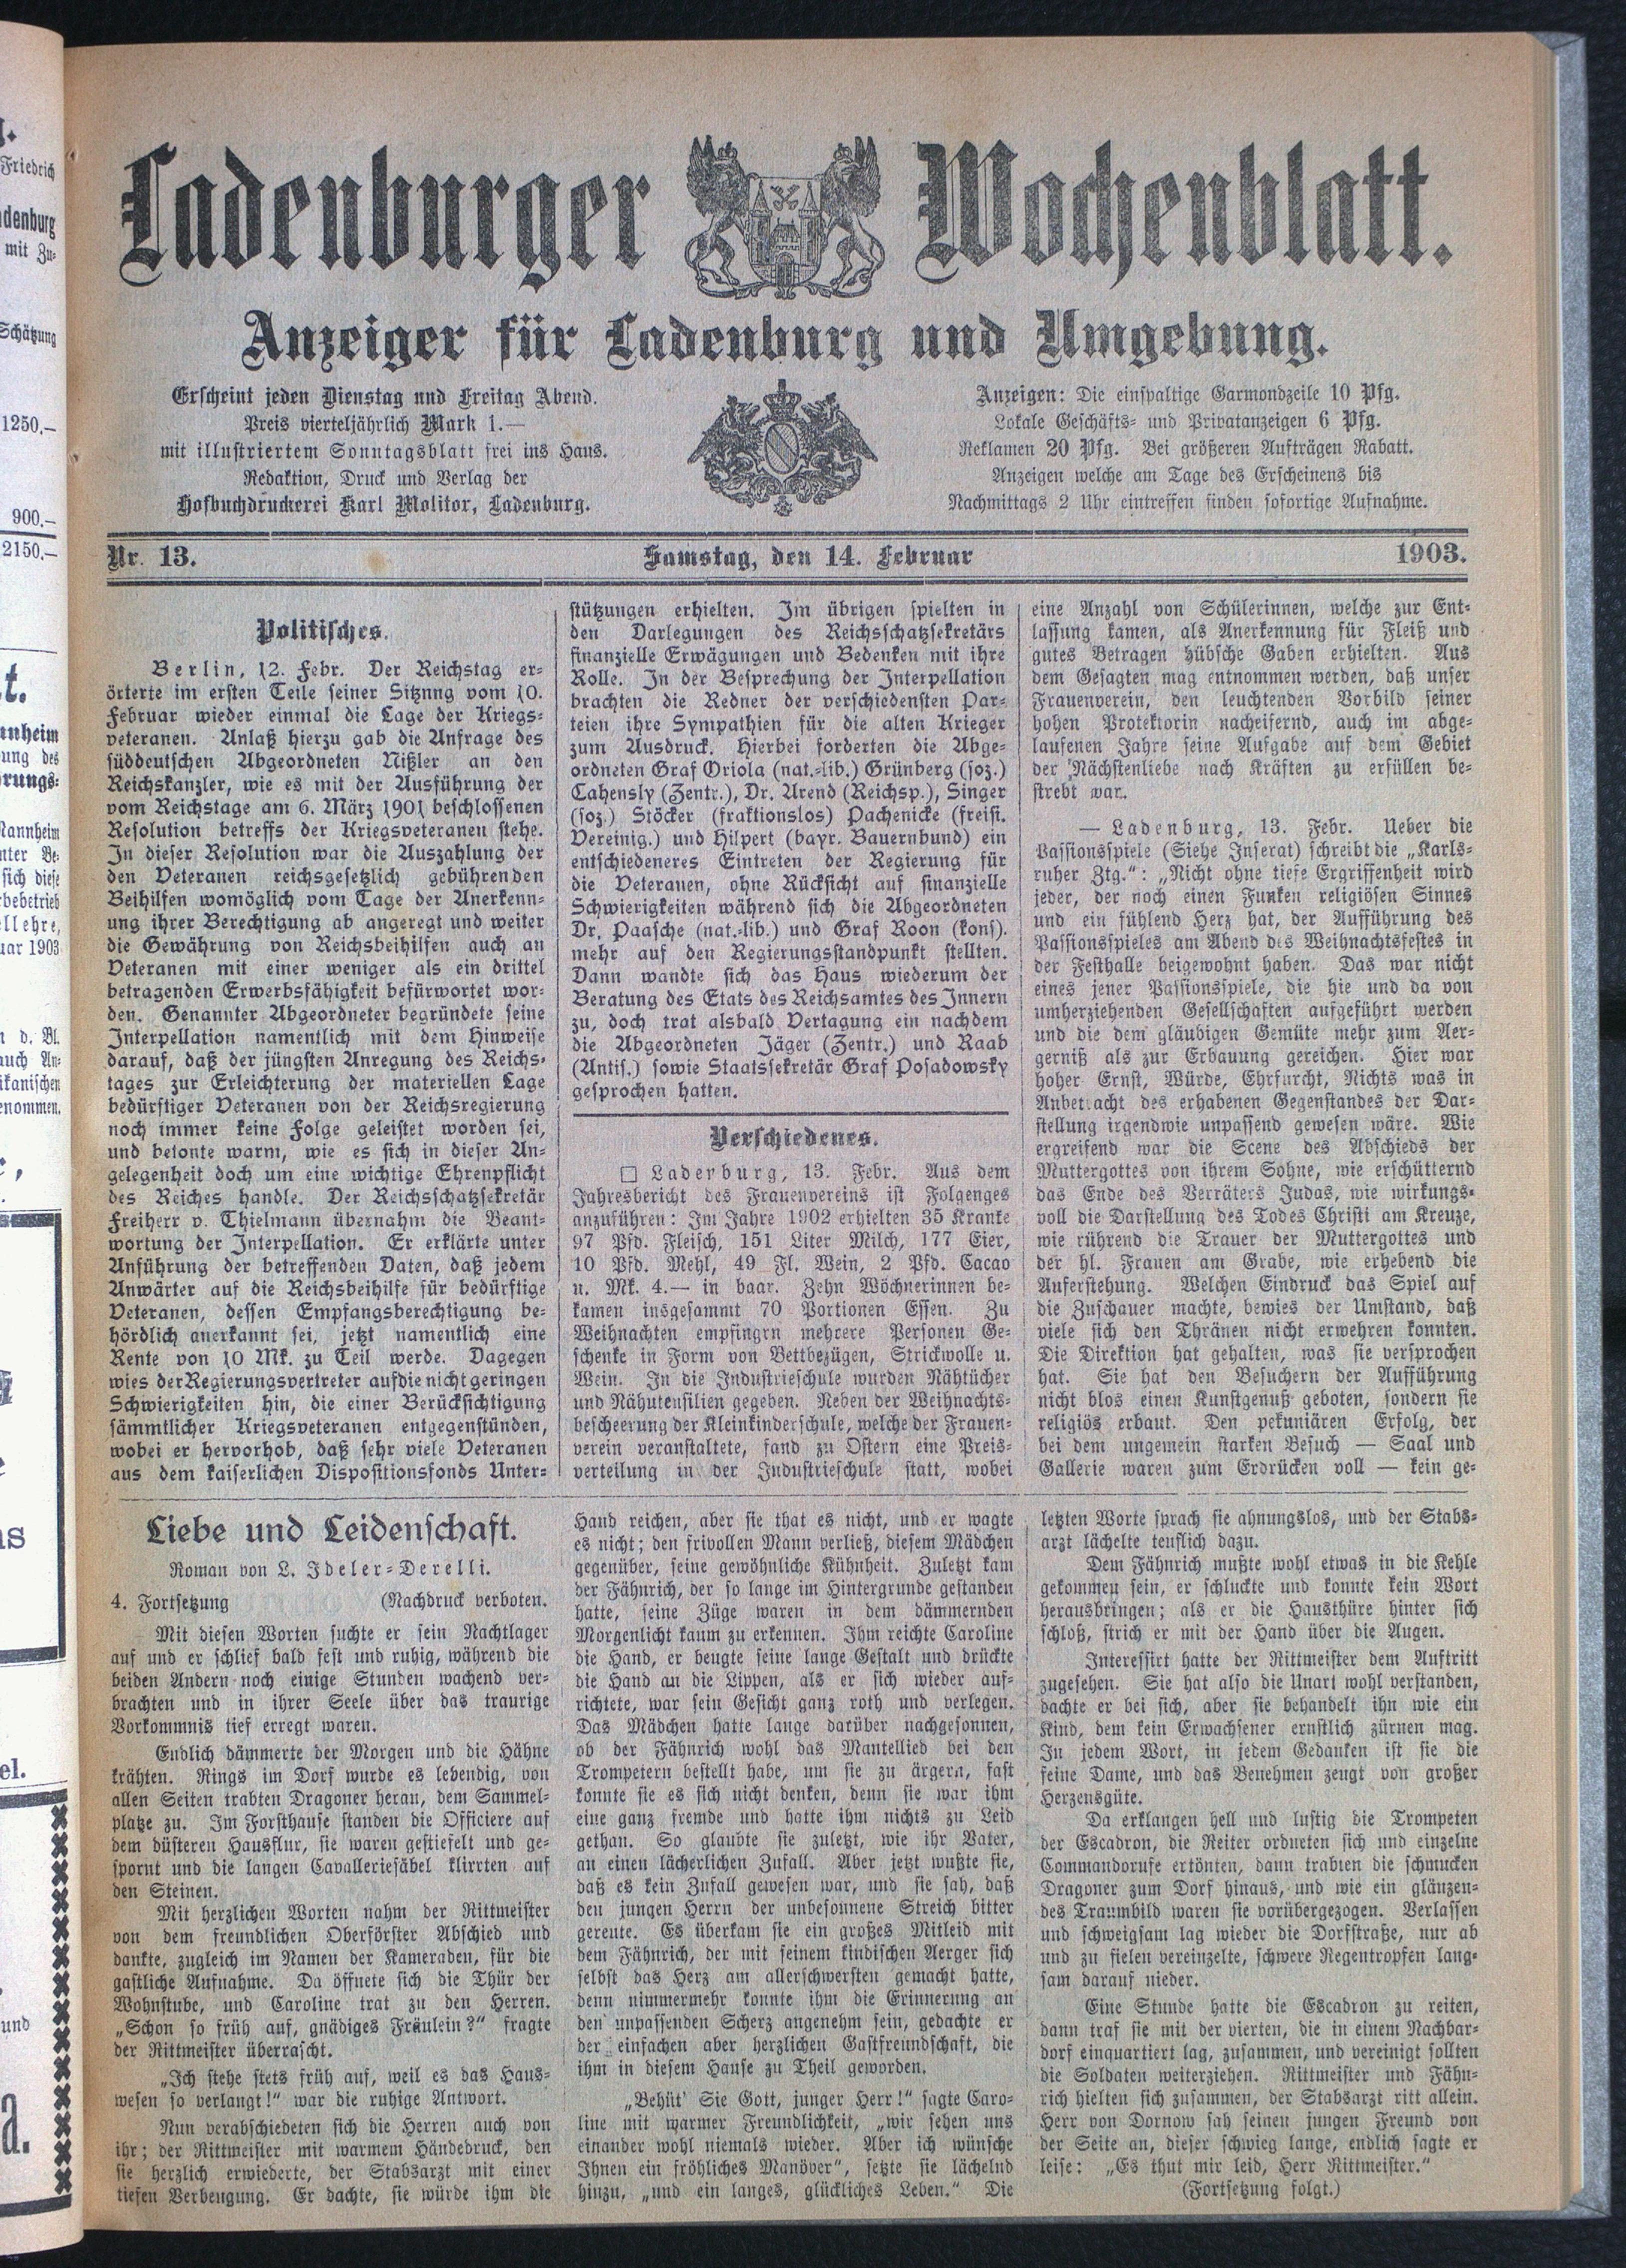 Ladenburger Wochenblatt.
Anzeiger für Ladenburg und Umgebung.
Erscheint jeden Dienstag und Freitag Abend.
Preis vierteljährlich Mark 1.—
mit illustriertem Sonntagsblatt frei ins Haus.
Redaktion, Druck und Verlag der
Hofbuchdruckerei Karl Molitor, Ladenburg.
Anzeigen: Die einspaltige Garmondzeile 10 Pfg.
Lokale Geschäfts- und Privatanzeigen 6 Pfg.
Reklamen 20 Pfg. Bei größeren Aufträgen Rabatt.
Anzeigen welche am Tage des Erscheinens bis
Nachmittags 2 Uhr eintreffen finden sofortige Aufnahme.
Nr. 13. Samstag, den 14. Februar 1903.
Politisches.
Berlin, 12. Febr. Der Reichstag er-
örterte im ersten Teile seiner Sitznng vom 10.
Februar wieder einmal die Lage der Kriegs-
veteranen. Anlaß hierzu gab die Anfrage des
süddeutschen Abgeordneten Nißler an den
Reichskanzler, wie es mit der Ausführung der
vom Reichstage am 6. März 1901 beschlossenen
Resolution betreffs der Kriegsveteranen stehe.
In dieser Resolution war die Auszahlung der
den Veteranen reichsgesetzlich gebührenden
Beihilfen womöglich vom Tage der Anerkenn-
ung ihrer Berechtigung ab angeregt und weiter
die Gewährung von Reichsbeihilfen auch an
Veteranen mit einer weniger als ein drittel
betragenden Erwerbsfähigkeit befürwortet wor-
den. Genannter Abgeordneter begründete seine
Interpellation namentlich mit dem Hinweise
darauf, daß der jüngsten Anregung des Reichs-
tages zur Erleichterung der materiellen Lage
bedürftiger Veteranen von der Reichsregierung
noch immer keine Folge geleistet worden sei,
und betonte warm, wie es sich in dieser An-
gelegenheit doch um eine wichtige Ehrenpflicht
des Reiches handle. Der Reichsschatzsekretär
Freiherr v. Thielmann übernahm die Beant-
wortung der Interpellation. Er erklärte unter
Anführung der betreffenden Daten, daß jedem
Anwärter auf die Reichsbeihilfe für bedürftige
Veteranen, dessen Empfangsberechtigung be-
hördlich anerkannt sei, jetzt namentlich eine
Rente von 10 Mk. zu Teil werde. Dagegen
wies der Regierungsvertreter auf die nicht geringen
Schwierigkeiten hin, die einer Berücksichtigung
sämmtlicher Kriegsveteranen entgegenstünden,
wobei er hervorhob, daß sehr viele Veteranen
aus dem kaiserlichen Dispositionsfonds Unter-
stützungen erhielten. Im übrigen spielten in
den Darlegungen des Reichsschatzsekretärs
finanzielle Erwägungen und Bedenken mit ihre
Rolle. In der Besprechung der Interpellation
brachten die Redner der verschiedensten Par-
teien ihre Sympathien für die alten Krieger
zum Ausdruck. Hierbei forderten die Abge-
ordneten Graf Oriola (nat.-lib.) Grünberg (soz.)
Cahensly (Zentr.), Dr. Arend (Reichsp.), Singer
(soz.) Stöcker (fraktionslos) Pachenicke (freis.
Vereinig.) und Hilpert (bayr. Bauernbund) ein
entschiedeneres Eintreten der Regierung für
die Veteranen, ohne Rücksicht auf finanzielle
Schwierigkeiten während sich die Abgeordneten
Dr. Paasche (nat.-lib.) und Graf Roon (kons).
mehr auf den Regierungsstandpunkt stellten.
Dann wandte sich das Haus wiederum der
Beratung des Etats des Reichsamtes des Innern
zu, doch trat alsbald Vertagung ein nachdem
die Abgeordneten Jäger (Zentr.) und Raab
(Antis.) sowie Staatssekretär Graf Posadowsky
gesprochen hatten.
Verschiedenes.
□ Laderburg, 13. Febr. Aus dem
Jahresbericht des Frauenvereins ist Folgenges
anzuführen: Im Jahre 1902 erhielten 35 Kranke
97 Pfd. Fleisch, 151 Liter Milch, 177 Eier,
10 Pfd. Mehl, 49 Fl. Wein, 2 Pfd. Cacao
u. Mk. 4.— in baar. Zehn Wöchnerinnen be-
kamen insgesammt 70 Portionen Essen. Zu
Weihnachten empfingrn mehrere Personen Ge-
schenke in Form von Bettbezügen, Strickwolle u.
Wein. In die Industrieschule wurden Nähtücher
und Nähutensilien gegeben. Neben der Weihnachts-
bescheerung der Kleinkinderschule, welche der Frauen-
verein veranstaltete, fand zu Ostern eine Preis-
verteilung in der Industrieschule statt, wobei
eine Anzahl von Schülerinnen, welche zur Ent-
lassung kamen, als Anerkennung für Fleiß und
gutes Betragen hübsche Gaben erhielten. Aus
dem Gesagten mag entnommen werden, daß unser
Frauenverein, den leuchtenden Vorbild seiner
hohen Protektorin nacheifernd, auch im abge-
laufenen Jahre seine Aufgabe auf dem Gebiet
der Nächstenliebe nach Kräften zu erfüllen be-
strebt war.
— Ladenburg, 13. Febr. Ueber die
Passionsspiele (Siehe Inserat) schreibt die „Karls-
ruher Ztg.“: „Nicht ohne tiefe Ergriffenheit wird
jeder, der noch einen Funken religiösen Sinnes
und ein fühlend Herz hat, der Aufführung des
Passionsspieles am Abend des Weihnachtsfestes in
der Festhalle beigewohnt haben. Das war nicht
eines jener Passionsspiele, die hie und da von
umherziehenden Gesellschaften aufgeführt werden
und die dem gläubigen Gemüte mehr zum Aer-
gerniß als zur Erbauung gereichen. Hier war
hoher Ernst, Würde, Ehrfurcht, Nichts was in
Anbetracht des erhabenen Gegenstandes der Dar-
stellung irgendwie unpassend gewesen wäre. Wie
ergreifend war die Scene des Abschieds der
Muttergottes von ihrem Sohne, wie erschütternd
das Ende des Verräters Judas, wie wirkungs-
voll die Darstellung des Todes Christi am Kreuze,
wie rührend die Trauer der Muttergottes und
der hl. Frauen am Grabe, wie erhebend die
Auferstehung. Welchen Eindruck das Spiel auf
die Zuschauer machte, bewies der Umstand, daß
viele sich den Thränen nicht erwehren konnten.
Die Direktion hat gehalten, was sie versprochen
hat. Sie hat den Besuchern der Aufführung
nicht blos einen Kunstgenuß geboten, sondern sie
religiös erbaut. Den pekuniären Erfolg, der
bei dem ungemein starken Besuch — Saal und
Gallerie waren zum Erdrücken voll — kein ge-
Liebe und Leidenschaft.
Roman von L. Ideler-Derelli.
4. Fortsetzung (Nachdruck verboten.
Mit diesen Worten suchte er sein Nachtlager
auf und er schlief bald fest und ruhig, während die
beiden Andern noch einige Stunden wachend ver-
brachten und in ihrer Seele über das traurige
Vorkommnis tief erregt waren.
Endlich dämmerte der Morgen und die Hähne
krähten. Rings im Dorf wurde es lebendig, von
allen Seiten trabten Dragoner heran, dem Sammel-
platze zu. Im Forsthause standen die Officiere auf
dem düsteren Hausflur, sie waren gestiefelt und ge-
spornt und die langen Cavalleriesäbel klirrten auf
den Steinen.
Mit herzlichen Worten nahm der Rittmeister
von dem freundlichen Oberförster Abschied und
dankte, zugleich im Namen der Kameraden, für die
gastliche Aufnahme. Da öffnete sich die Thür der
Wohnstube, und Caroline trat zu den Herren.
„Schon so früh auf, gnädiges Fräulein?“ fragte
der Rittmeister überrascht.
„Ich stehe stets früh auf, weil es das Haus-
wesen so verlangt!“ war die ruhige Antwort.
Nun verabschiedeten sich die Herren auch von
ihr; der Rittmeister mit warmem Händedruck, den
sie herzlich erwiederte, der Stabsarzt mit einer
tiefen Verbeugung. Er dachte, sie würde ihm die
Hand reichen, aber sie that es nicht, und er wagte
es nicht; den frivollen Mann verließ, diesem Mädchen
gegenüber, seine gewöhnliche Kühnheit. Zuletzt kam
der Fähnrich, der so lange im Hintergrunde gestanden
hatte, seine Züge waren in dem dämmernden
Morgenlicht kaum zu erkennen. Ihm reichte Caroline
die Hand, er beugte seine lange Gestalt und drückte
die Hand an die Lippen, als er sich wieder auf-
richtete, war sein Gesicht ganz roth und verlegen.
Das Mädchen hatte lange darüber nachgesonnen,
ob der Fähnrich wohl das Mantellied bei den
Trompetern bestellt habe, um sie zu ärgern, fast
konnte sie es sich nicht denken, denn sie war ihm
eine ganz fremde und hatte ihm nichts zu Leid
gethan. So glaubte sie zuletzt, wie ihr Vater,
an einen lächerlichen Zufall. Aber jetzt wußte sie,
daß es kein Zufall gewesen war, und sie sah, daß
den jungen Herrn der unbesonnene Streich bitter
gereute. Es überkam sie ein großes Mitleid mit
dem Fähnrich, der mit seinem kindischen Aerger sich
selbst das Herz am allerschwersten gemacht hatte,
denn nimmermehr konnte ihm die Erinnerung an
den unpassenden Scherz angenehm sein, gedachte er
der einfachen aber herzlichen Gastfreundschaft, die
ihm in diesem Hause zu Theil geworden.
„Behüt' Sie Gott, junger Herr!“ sagte Caro-
line mit warmer Freundlichkeit, „wir sehen uns
einander wohl niemals wieder. Aber ich wünsche
Ihnen ein fröhliches Manöver“, setzte sie lächelnd
hinzu, „und ein langes, glückliches Leben.“ Die
letzten Worte sprach sie ahnungslos, und der Stabs-
arzt lächelte teuflich dazu.
Dem Fähnrich mußte wohl etwas in die Kehle
gekommen sein, er schluckte und konnte kein Wort
herausbringen; als er die Hausthüre hinter sich
schloß, strich er mit der Hand über die Augen.
Interessirt hatte der Rittmeister dem Auftritt
zugesehen. Sie hat also die Unart wohl verstanden,
dachte er bei sich, aber sie behandelt ihn wie ein
Kind, dem kein Erwachsener ernstlich zürnen mag.
In jedem Wort, in jedem Gedanken ist sie die
feine Dame, und das Benehmen zeugt von großer
Herzensgüte.
Da erklangen hell und lustig die Trompeten
der Escadron, die Reiter ordneten sich und einzelne
Commandorufe ertönten, dann trabten die schmucken
Dragoner zum Dorf hinaus, und wie ein glänzen-
des Traumbild waren sie vorübergezogen. Verlassen
und schweigsam lag wieder die Dorfstraße, nur ab
und zu fielen vereinzelte, schwere Regentropfen lang-
sam darauf nieder.
Eine Stunde hatte die Escadron zu reiten,
dann traf sie mit der vierten, die in einem Nachbar-
dorf einquartiert lag, zusammen, und vereinigt sollten
die Soldaten weiterziehen. Rittmeister und Fähn-
rich hielten sich zusammen, der Stabsarzt ritt allein.
Herr von Dornow sah seinen jungen Freund von
der Seite an, dieser schwieg lange, endlich sagte er
leise: „Es thut mir leid, Herr Rittmeister.“
(Fortsetzung folgt.)